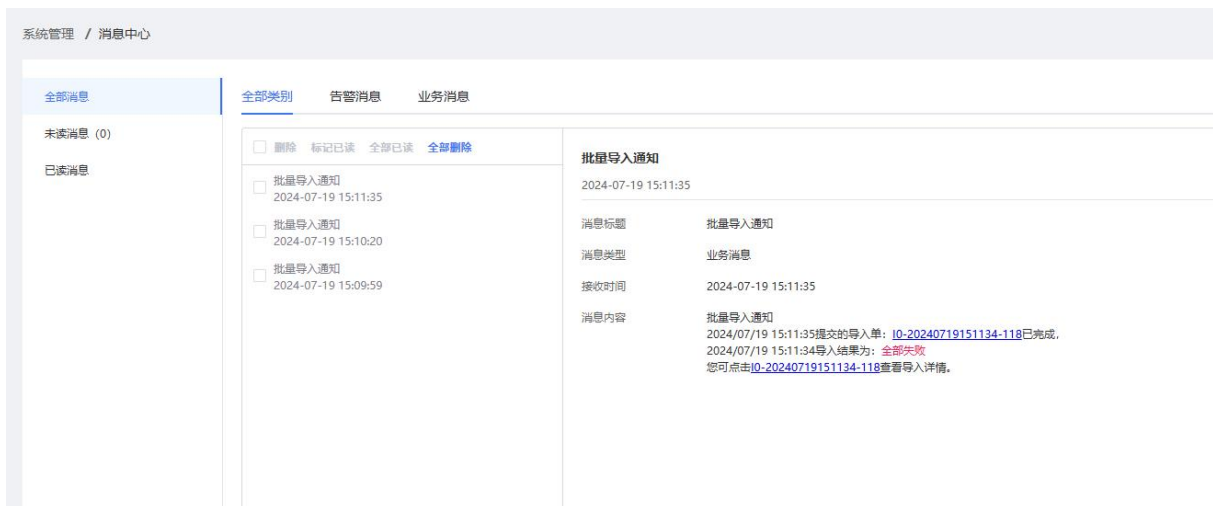 系统管理 / 消息中心
全部消息
未读消息 (0)
已读消息
全部类别 告警消息 业务消息
删除 标记已读 全部已读 全部删除
批量导入通知
2024-07-19 15:11:35
批量导入通知
2024-07-19 15:10:20
批量导入通知
2024-07-19 15:09:59
批量导入通知
2024-07-19 15:11:35
消息标题 批量导入通知
消息类型 业务消息
接收时间 2024-07-19 15:11:35
消息内容 批量导入通知
2024/07/19 15:11:35提交的导入单：I0-20240719151134-118已完成，
2024/07/19 15:11:34导入结果为：全部失败
您可点击I0-20240719151134-118查看导入详情。